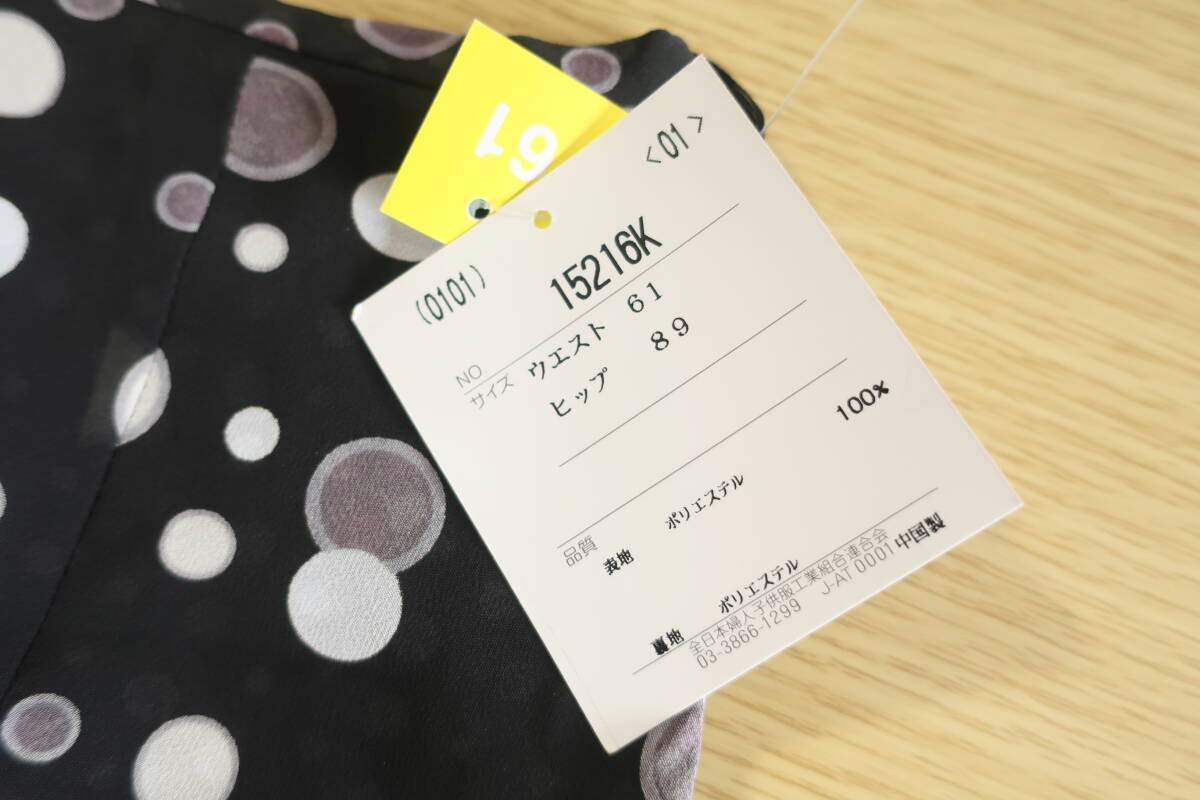 61
<01>
(0101)
NO. 15216K
サイズ ウエスト 61
ヒップ 89
品質 表地 ポリエステル 100%
裏地 ポリエステル
全日本婦人子供服工業組合連合会
03-3866-1299 J-AT 0001 中国製